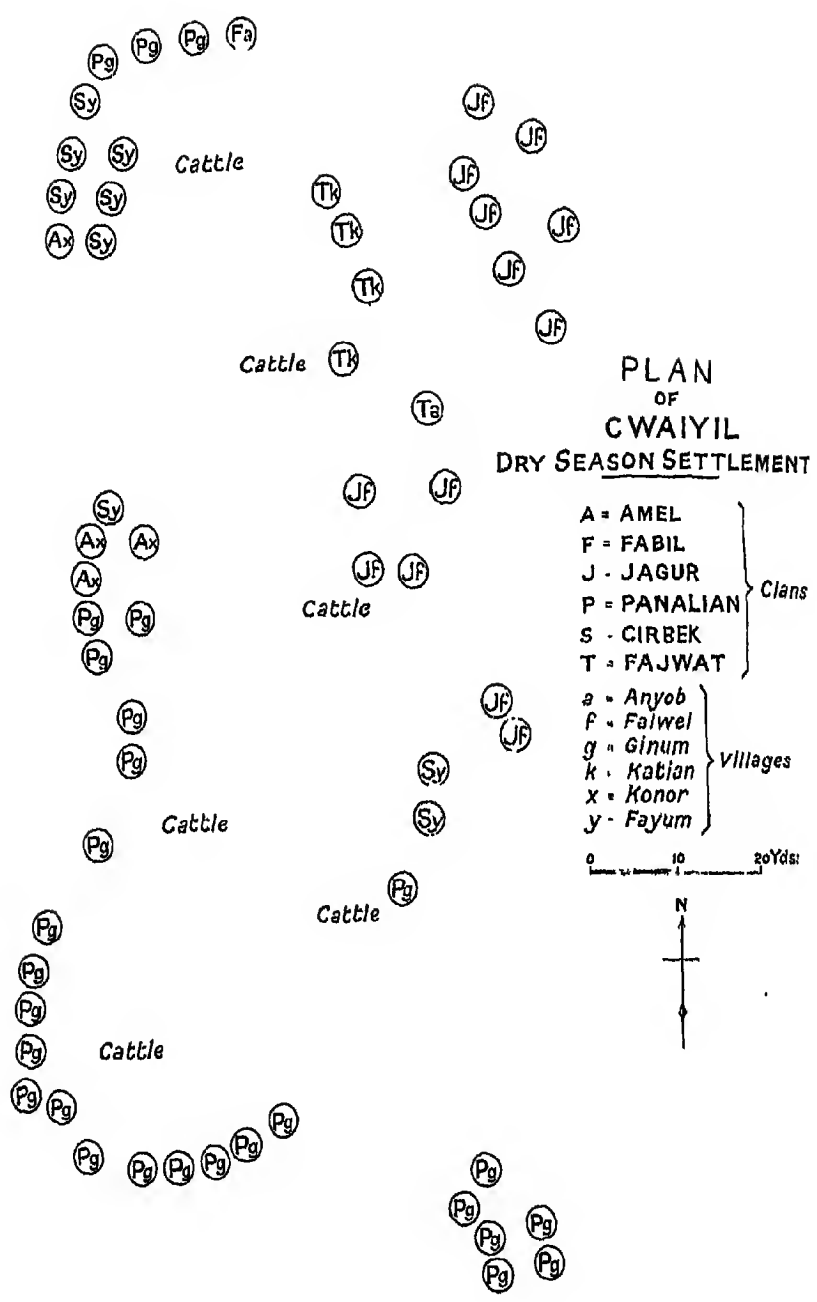 Pg Pg Pg Fa
Sy
Sy Sy
Sy Sy
Ax Sy
Cattle
Jf
Jf
Jf
Jf
Jf
Jf
Jf
Tk
Tk
Tk
Cattle Tk
Ta
Jf Jf
Jf Jf
Cattle
PLAN
OF
CWAIYIL
DRY SEASON SETTLEMENT
A = AMEL
F = FABIL
J - JAGUR
P = PANALIAN
S - CIRBEK
T = FAJWAT
Clans
a = Anyob
f = Falwel
g = Ginum
k = Katian
x = Konor
y - Fayum
Villages
0 10 20 Yds:
N
Sy
Ax Ax
Ax
Pg Pg
Pg
Pg
Pg
Cattle
Pg
Jf
Jf
Sy
Sy
Pg
Cattle
Pg
Pg
Pg
Pg
Cattle
Pg Pg
Pg Pg Pg Pg Pg Pg
Pg
Pg
Pg Pg
Pg Pg